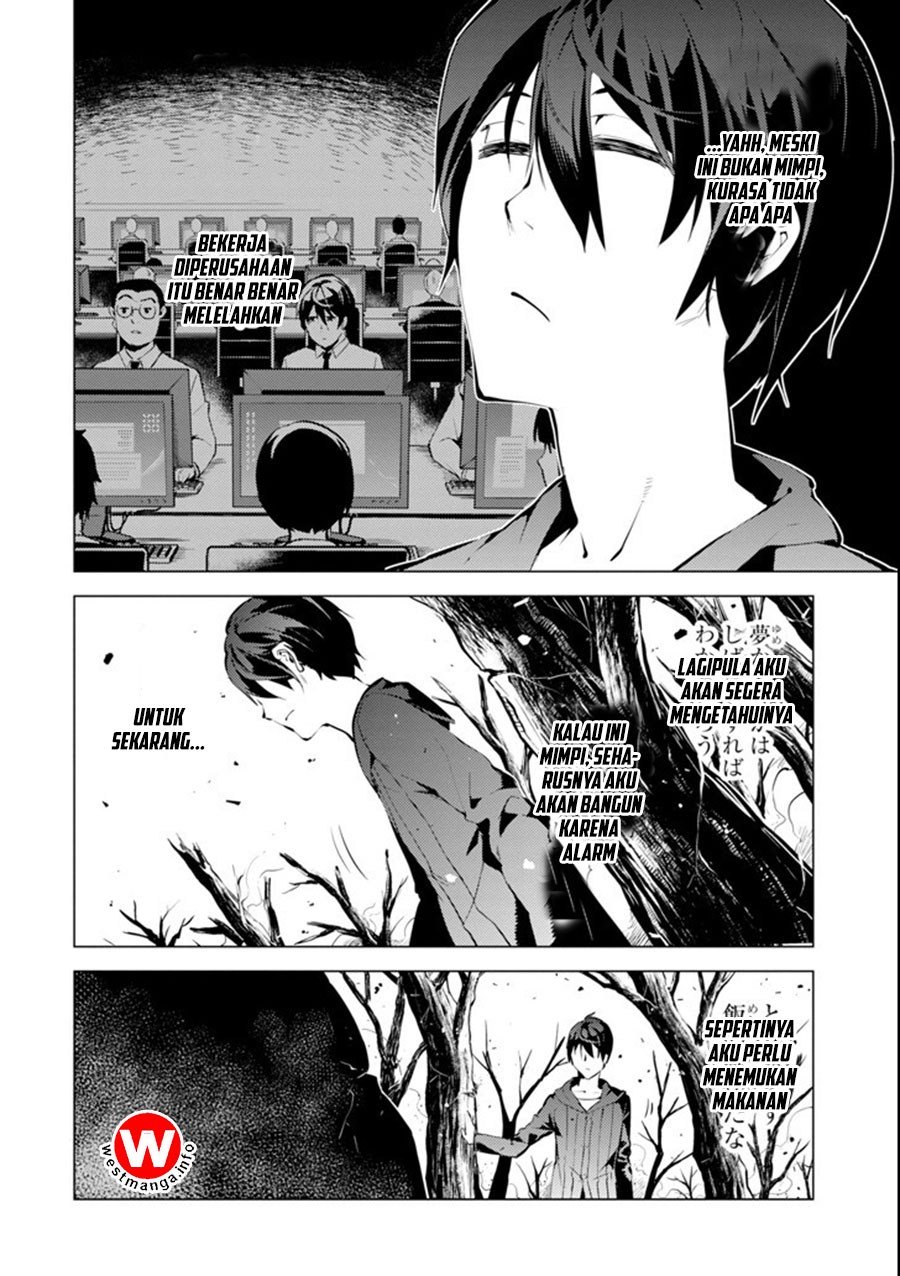 ...YAHH, MESKI
INI BUKAN MIMPI,
KURASA TIDAK
APA APA
BEKERJA
DIPERUSAHAAN
ITU BENAR BENAR
MELELAHKAN
LAGIPULA AKU
AKAN SEGERA
MENGETAHUINYA
KALAU INI
MIMPI, SEHA-
RUSNYA AKU
AKAN BANGUN
KARENA
ALARM
UNTUK
SEKARANG...
SEPERTINYA
AKU PERLU
MENEMUKAN
MAKANAN
W
westmanga.info